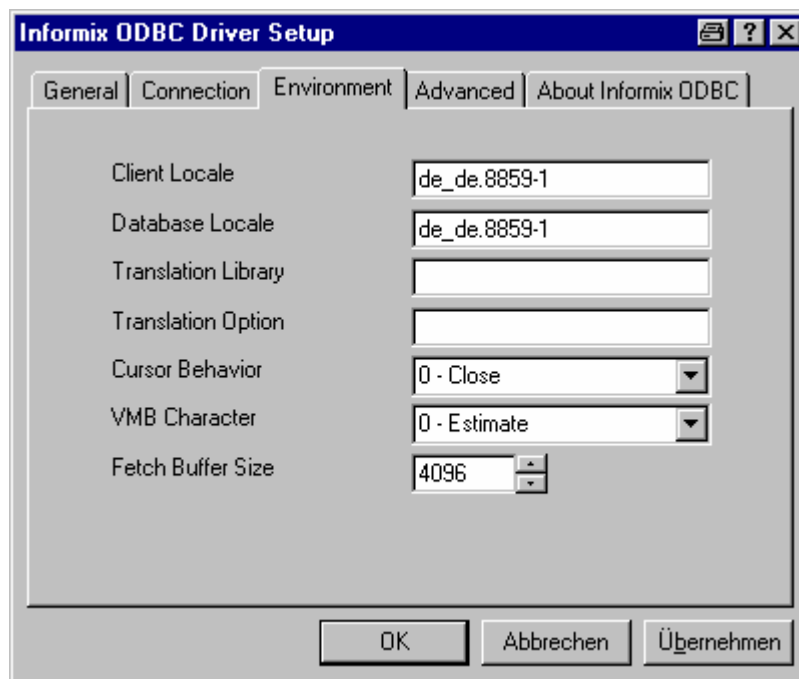 Informix ODBC Driver Setup
General Connection Environment Advanced About Informix ODBC
Client Locale de_de.8859-1
Database Locale de_de.8859-1
Translation Library
Translation Option
Cursor Behavior 0 - Close
VMB Character 0 - Estimate
Fetch Buffer Size 4096
OK Abbrechen Übernehmen